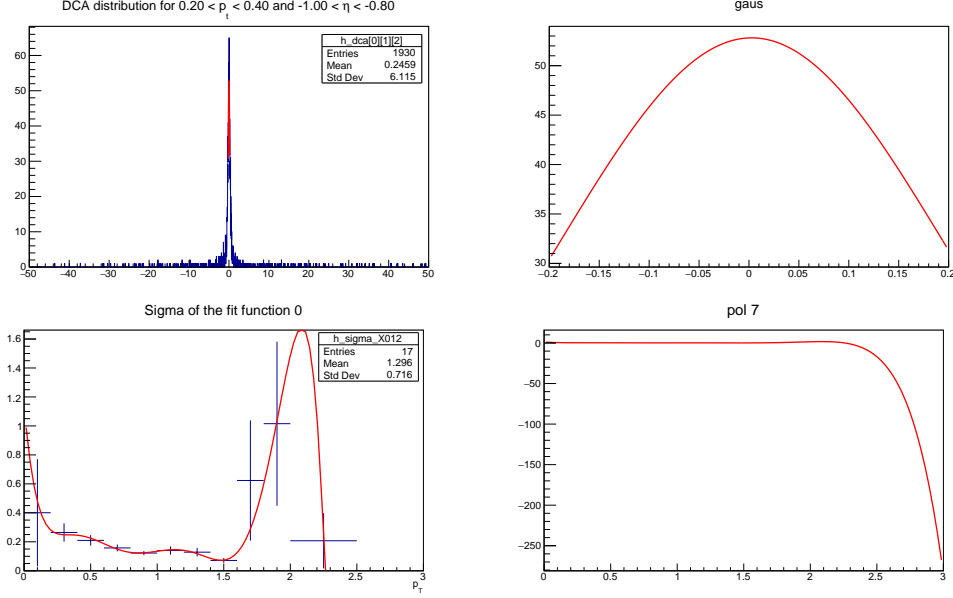 DCA distribution for 0.20 < p_t < 0.40 and -1.00 < η < -0.80
h_dca[0][1][2]
Entries 1930
Mean 0.2459
Std Dev 6.115
60
50
40
30
20
10
0
−50 −40 −30 −20 −10 0 10 20 30 40 50
gaus
50
45
40
35
30
−0.2 −0.15 −0.1 −0.05 0 0.05 0.1 0.15 0.2
Sigma of the fit function 0
h_sigma_X012
Entries 17
Mean 1.296
Std Dev 0.716
1.6
1.4
1.2
1
0.8
0.6
0.4
0.2
0
0 0.5 1 1.5 2 2.5 3
p_T
pol 7
0
−50
−100
−150
−200
−250
0 0.5 1 1.5 2 2.5 3